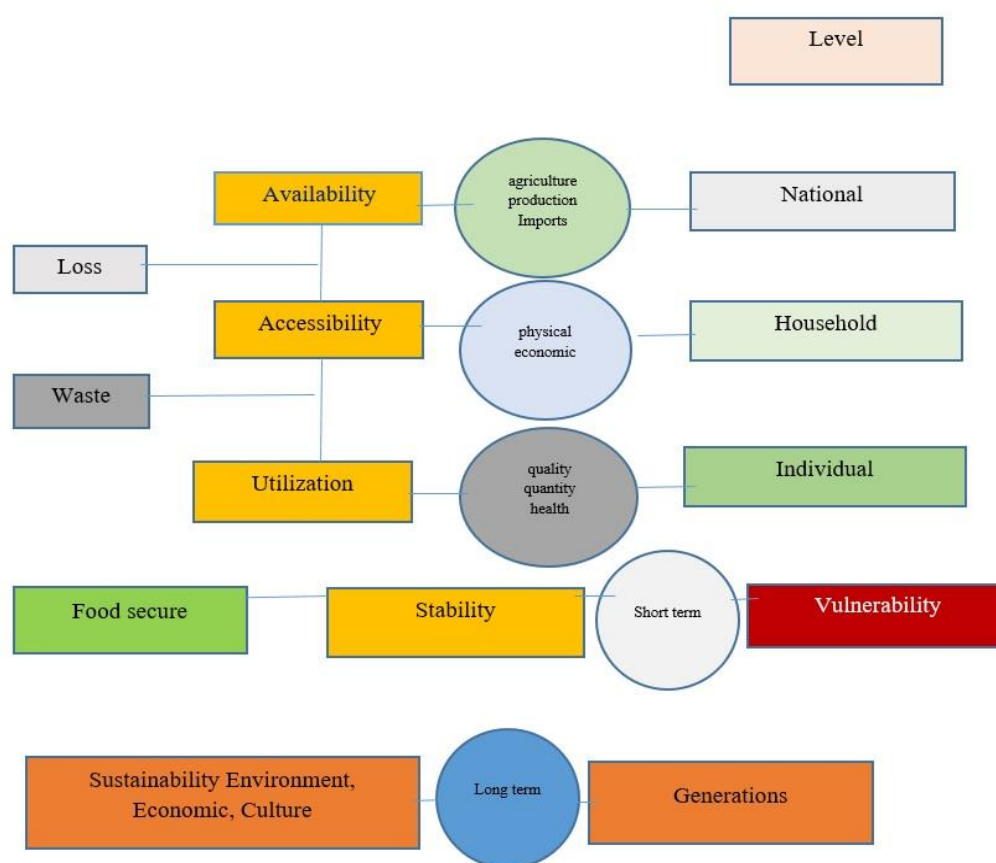 Level
Availability
agriculture
production
Imports
National
Loss
Accessibility
physical
economic
Household
Waste
Utilization
quality
quantity
health
Individual
Food secure
Stability
Short term
Vulnerability
Sustainability Environment,
Economic, Culture
Long term
Generations